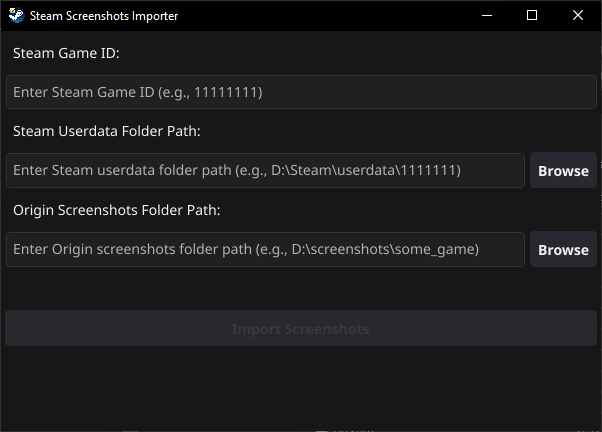 Steam Screenshots Importer
Steam Game ID:
Enter Steam Game ID (e.g., 11111111)
Steam Userdata Folder Path:
Enter Steam userdata folder path (e.g., D:\Steam\userdata\1111111)
Browse
Origin Screenshots Folder Path:
Enter Origin screenshots folder path (e.g., D:\screenshots\some_game)
Browse
Import Screenshots